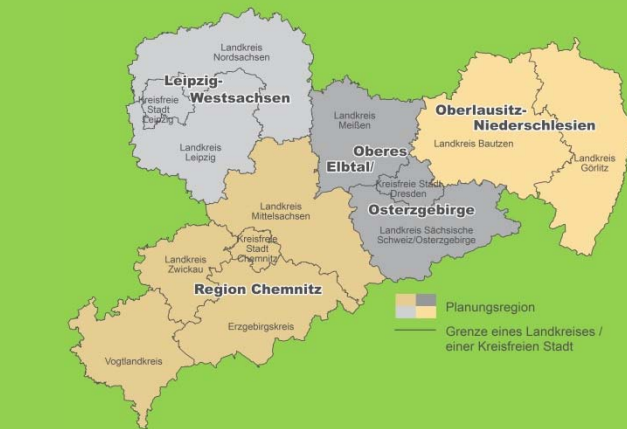 Landkreis
Nordsachsen
Leipzig-
Westsachsen
Kreisfreie
Stadt
Leipzig
Landkreis
Leipzig
Landkreis
Meißen
Oberes
Elbtal/
Kreisfreie Stadt
Dresden
Osterzgebirge
Landkreis Sächsische
Schweiz/Osterzgebirge
Oberlausitz-
Niederschlesien
Landkreis Bautzen
Landkreis
Görlitz
Landkreis
Mittelsachsen
Kreisfreie
Stadt
Chemnitz
Landkreis
Zwickau
Region Chemnitz
Erzgebirgskreis
Vogtlandkreis
Planungsregion
Grenze eines Landkreises /
einer Kreisfreien Stadt